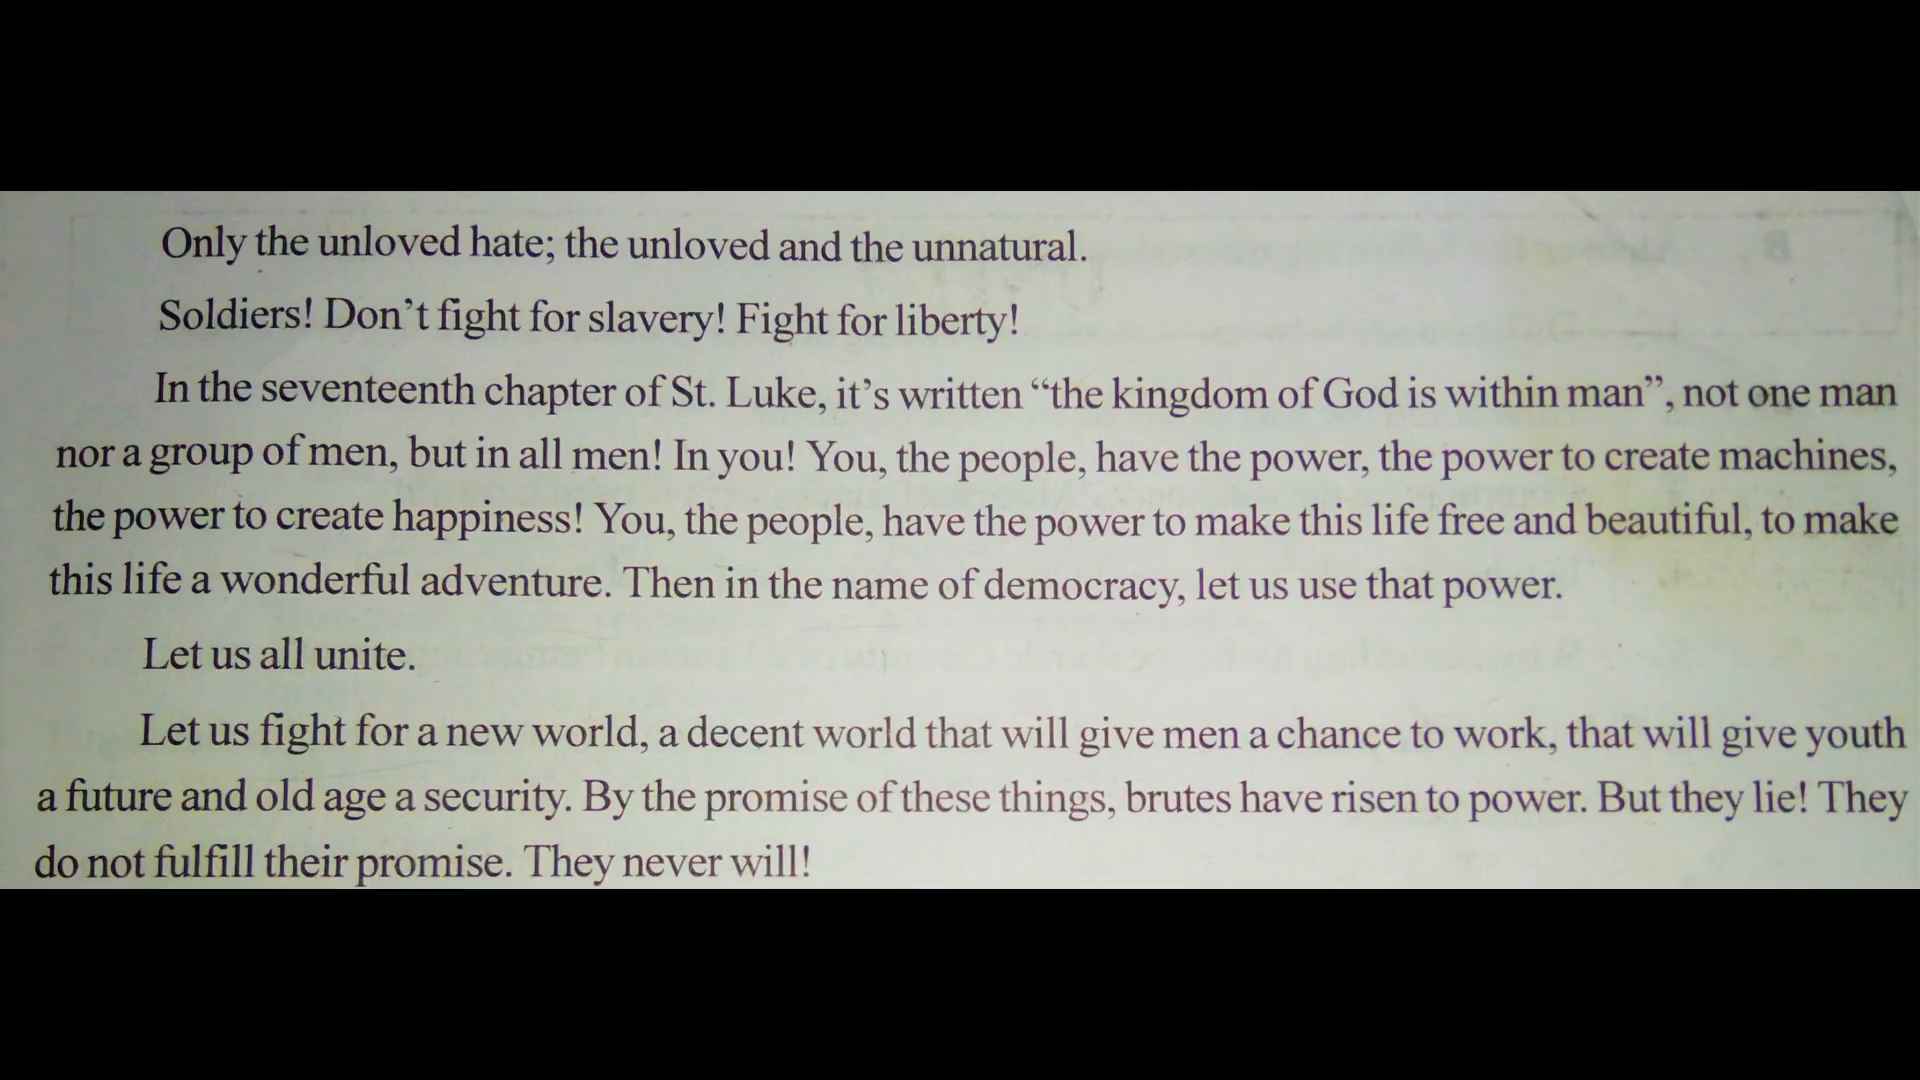 Only the unloved hate; the unloved and the unnatural.
Soldiers! Don’t fight for slavery! Fight for liberty!
In the seventeenth chapter of St. Luke, it’s written “the kingdom of God is within man”, not one man
nor a group of men, but in all men! In you! You, the people, have the power, the power to create machines,
the power to create happiness! You, the people, have the power to make this life free and beautiful, to make
this life a wonderful adventure. Then in the name of democracy, let us use that power.
Let us all unite.
Let us fight for a new world, a decent world that will give men a chance to work, that will give youth
a future and old age a security. By the promise of these things, brutes have risen to power. But they lie! They
do not fulfill their promise. They never will!